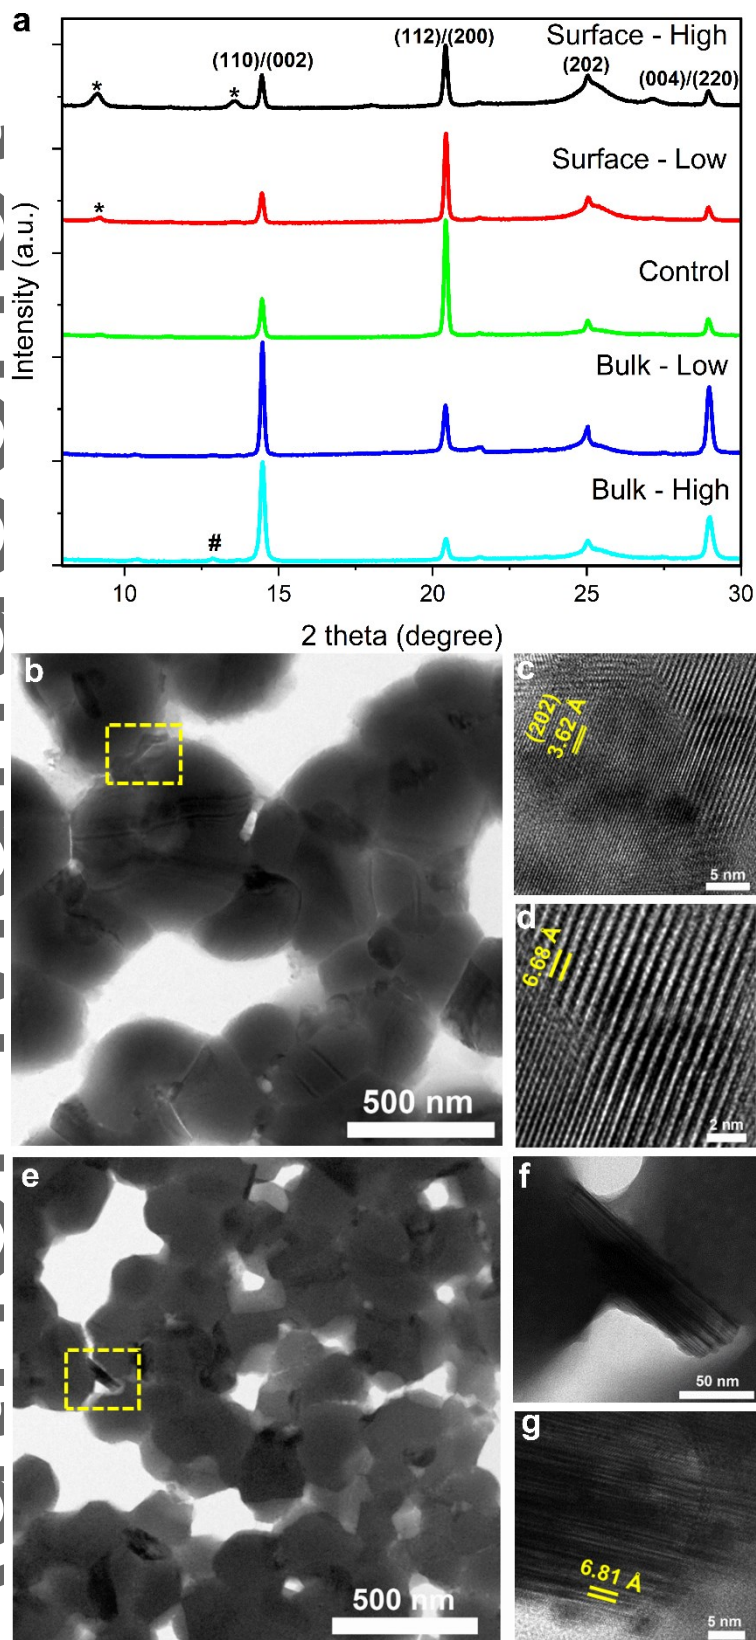 a
Surface - High
(112)/(200)
(110)/(002)
(202)
(004)/(220)
*
*
Surface - Low
*
Control
Bulk - Low
Bulk - High
#
Intensity (a.u.)
10
15
20
25
30
2 theta (degree)
b
500 nm
c
(202)
3.62 Å
5 nm
d
6.68 Å
2 nm
e
500 nm
f
50 nm
g
6.81 Å
5 nm